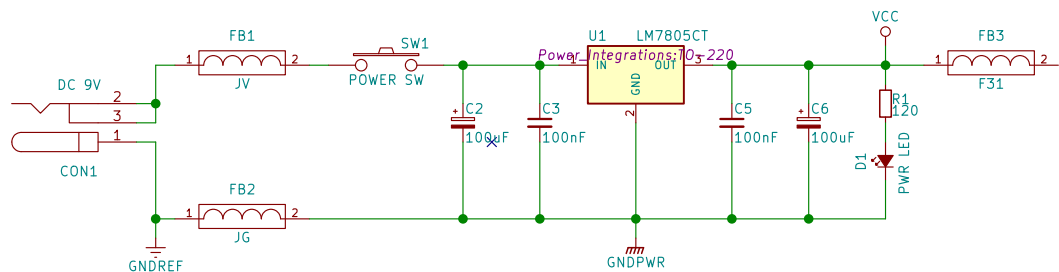 VCC
FB1
SW1
U1 LM7805CT
FB3
Power_Integrations:TO-220
1 2
1 IN OUT 3
1 2
JV
POWER SW
F31
DC 9V
GND
2
3
R1
120
C2
C3
2
C5
C6
1
100uF
100nF
100nF
100uF
D1
PWR LED
CON1
FB2
1 2
JG
GNDREF
GNDPWR